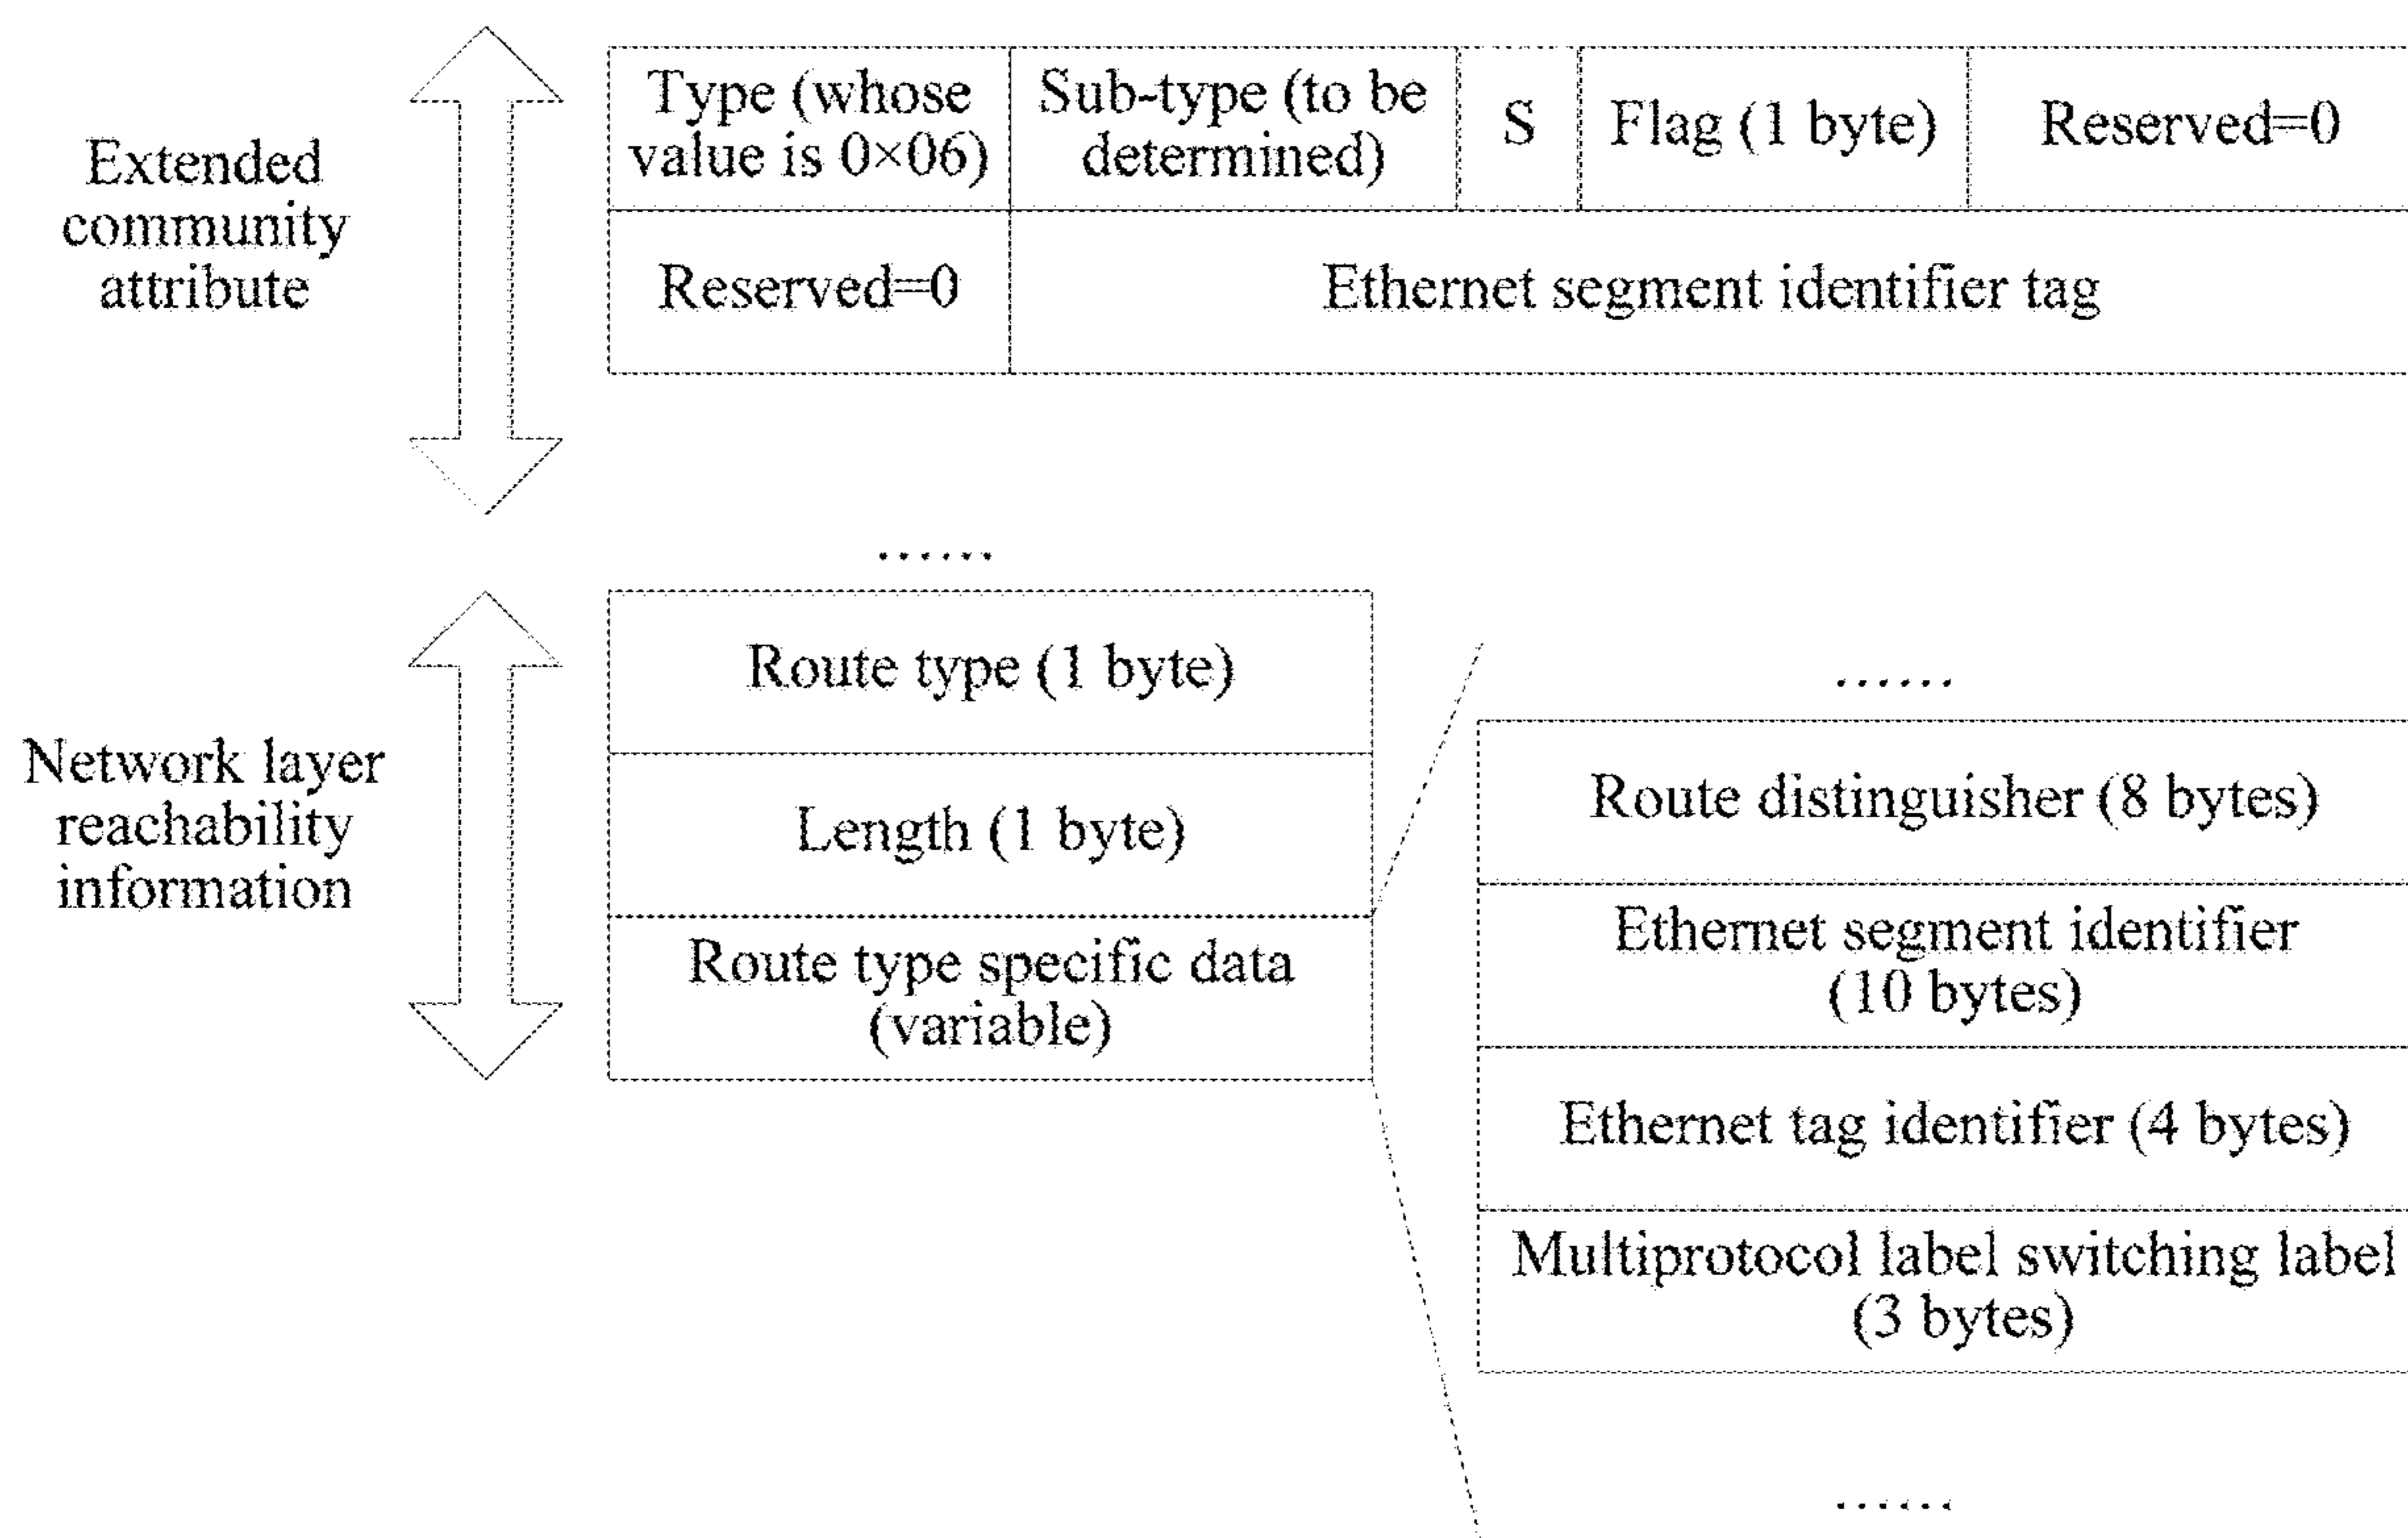 Extended
community
attribute
Type (whose
value is 0×06)
Sub-type (to be
determined)
S
Flag (1 byte)
Reserved=0
Reserved=0
Ethernet segment identifier tag
......
Network layer
reachability
information
Route type (1 byte)
Length (1 byte)
Route type specific data
(variable)
......
Route distinguisher (8 bytes)
Ethernet segment identifier
(10 bytes)
Ethernet tag identifier (4 bytes)
Multiprotocol label switching label
(3 bytes)
......